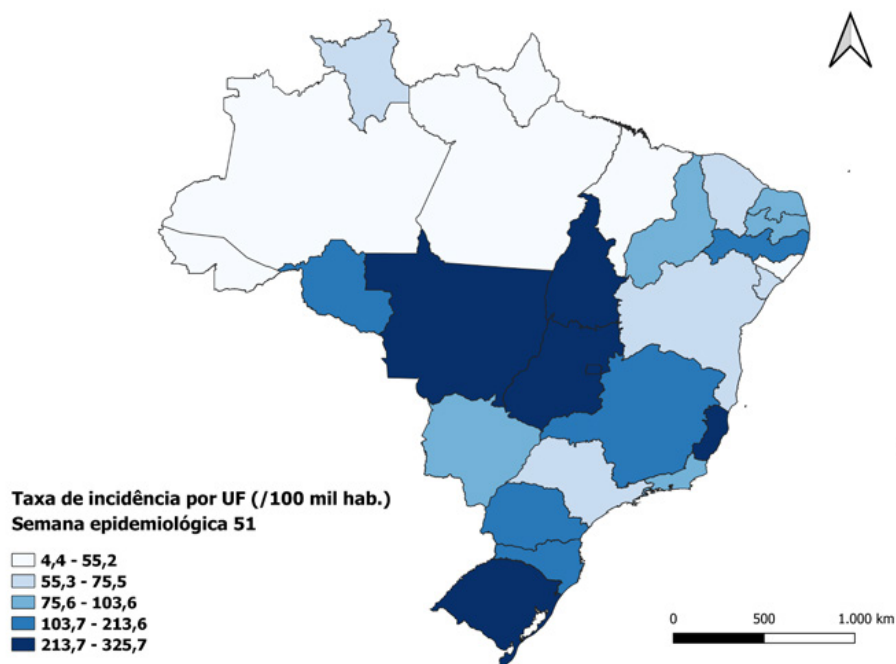 Taxa de incidência por UF (/100 mil hab.)
Semana epidemiológica 51
4,4 - 55,2
55,3 - 75,5
75,6 - 103,6
103,7 - 213,6
213,7 - 325,7
0 500 1.000 km